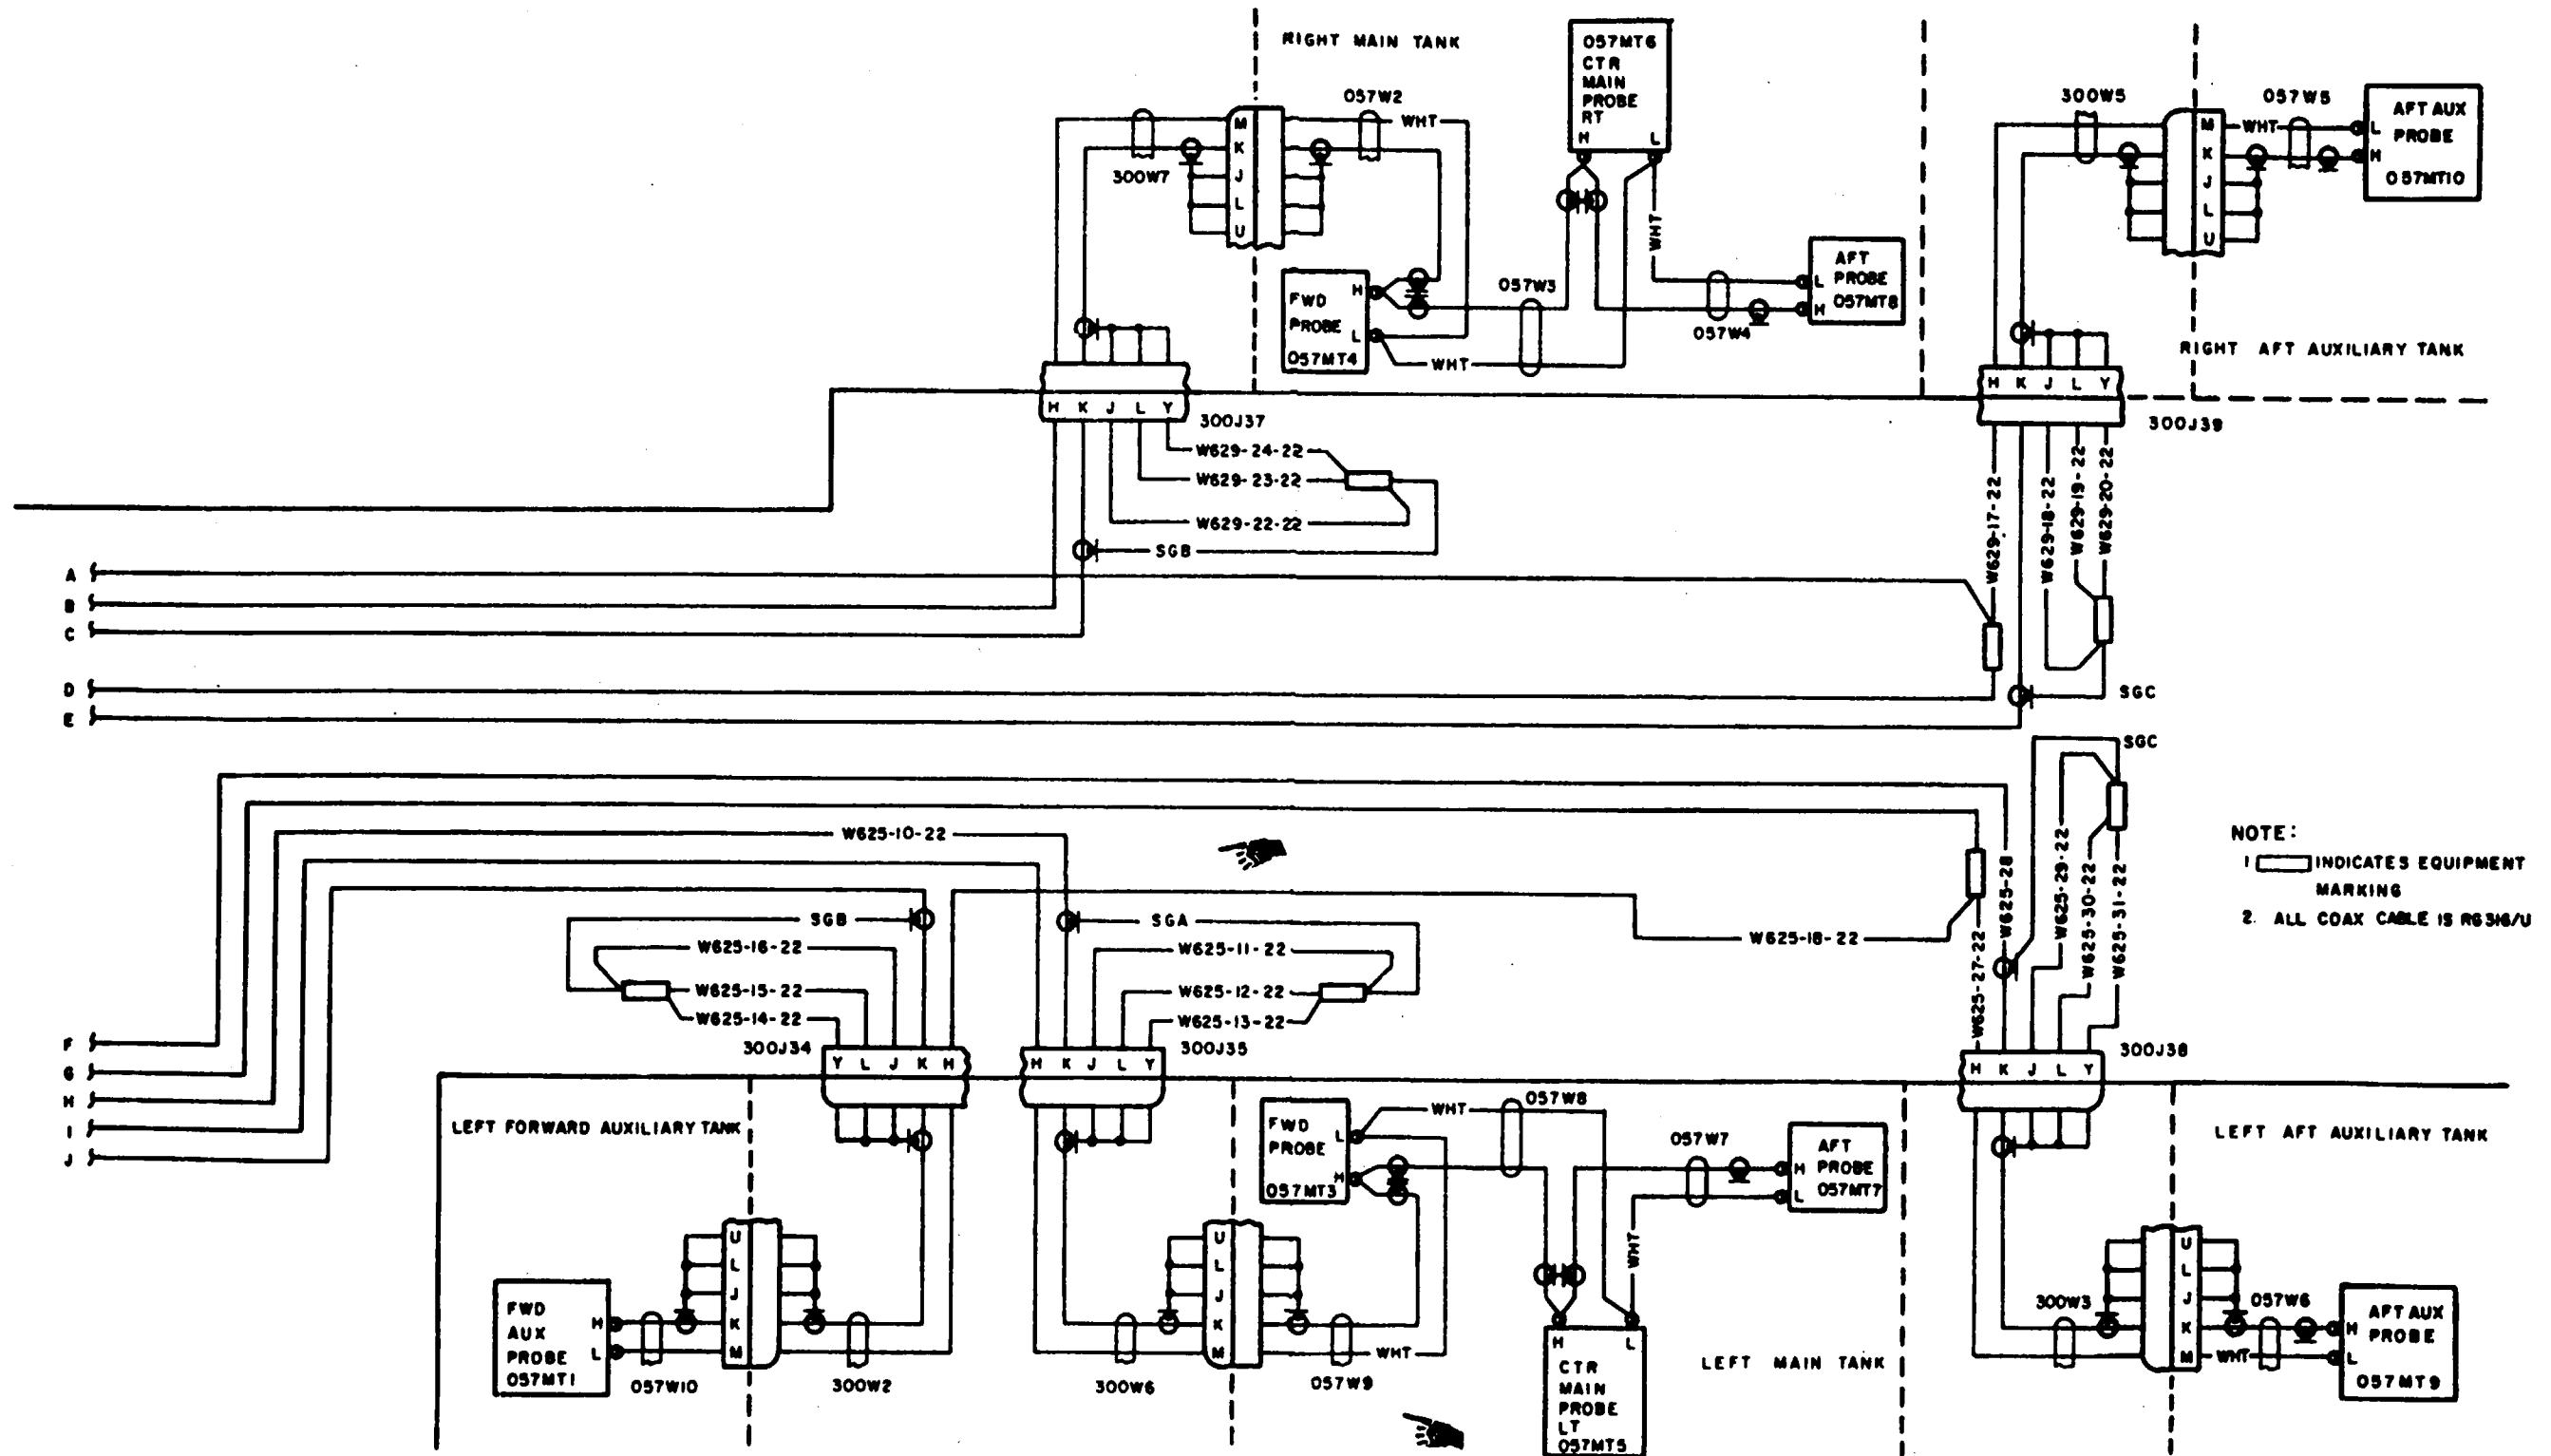 RIGHT MAIN TANK
057MT6
CTR
MAIN
PROBE
RT
H L
057W2
WHT
300W7
M
K
J
L
U
FWD
PROBE
057MT4
H
L
057W3
WHT
WHT
057W4
AFT
PROBE
057MT8
L
H
300W5
057W5
WHT
M
K
J
L
U
AFT AUX
PROBE
057MT10
L
H
RIGHT AFT AUXILIARY TANK
H K J L Y
300J37
H K J L Y
300J39
W629-24-22
W629-23-22
W629-22-22
SGB
W629-17-22
W629-18-22
W629-19-22
W629-20-22
SGC
A
B
C
D
E
SGC
W625-10-22
SGB
W625-16-22
W625-15-22
W625-14-22
SGA
W625-11-22
W625-12-22
W625-13-22
W625-18-22
W625-27-22
W625-28
W625-29-22
W625-30-22
W625-31-22
NOTE:
1 INDICATES EQUIPMENT
MARKING
2. ALL COAX CABLE IS RG316/U
F
G
H
I
J
300J34
Y L J K H
300J35
H K J L Y
300J38
H K J L Y
LEFT FORWARD AUXILIARY TANK
FWD
AUX
PROBE
057MT1
H
L
057W10
U
L
J
K
M
300W2
300W6
U
L
J
K
M
057W9
WHT
FWD
PROBE
057MT3
L
H
WHT
057W8
057W7
WHT
AFT
PROBE
057MT7
H
L
H L
CTR
MAIN
PROBE
LT
057MT5
LEFT MAIN TANK
LEFT AFT AUXILIARY TANK
300W3
U
L
J
K
M
057W6
WHT
H
L
AFT AUX
PROBE
057MT9